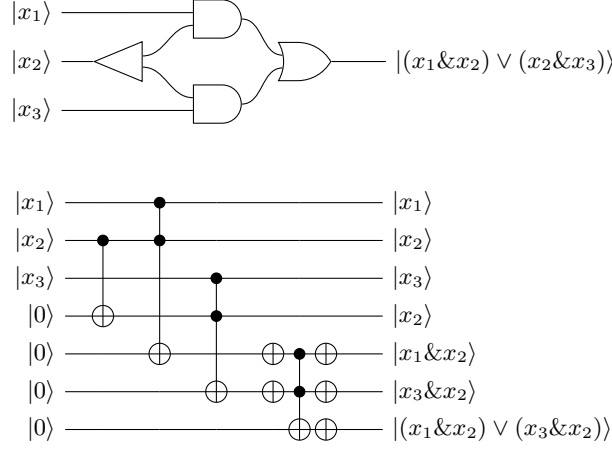 |x₁⟩
|x₂⟩ |(x₁&x₂) ∨ (x₂&x₃)⟩
|x₃⟩
|x₁⟩ |x₁⟩
|x₂⟩ |x₂⟩
|x₃⟩ |x₃⟩
|0⟩ |x₂⟩
|0⟩ |x₁&x₂⟩
|0⟩ |x₃&x₂⟩
|0⟩ |(x₁&x₂) ∨ (x₃&x₂)⟩